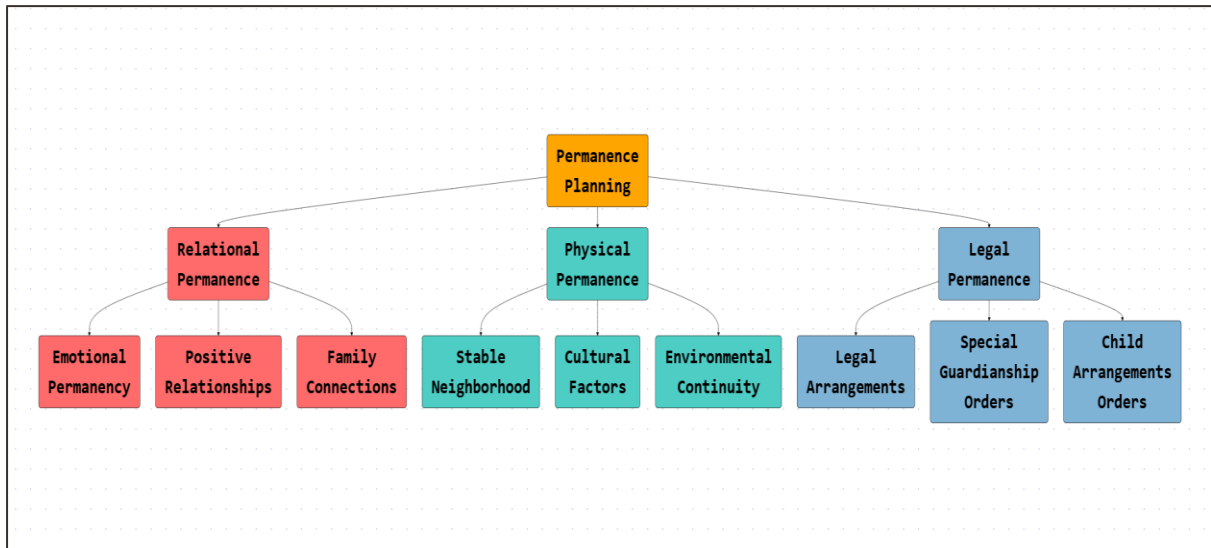 Permanence
Planning
Relational
Permanence
Physical
Permanence
Legal
Permanence
Emotional
Permanency
Positive
Relationships
Family
Connections
Stable
Neighborhood
Cultural
Factors
Environmental
Continuity
Legal
Arrangements
Special
Guardianship
Orders
Child
Arrangements
Orders